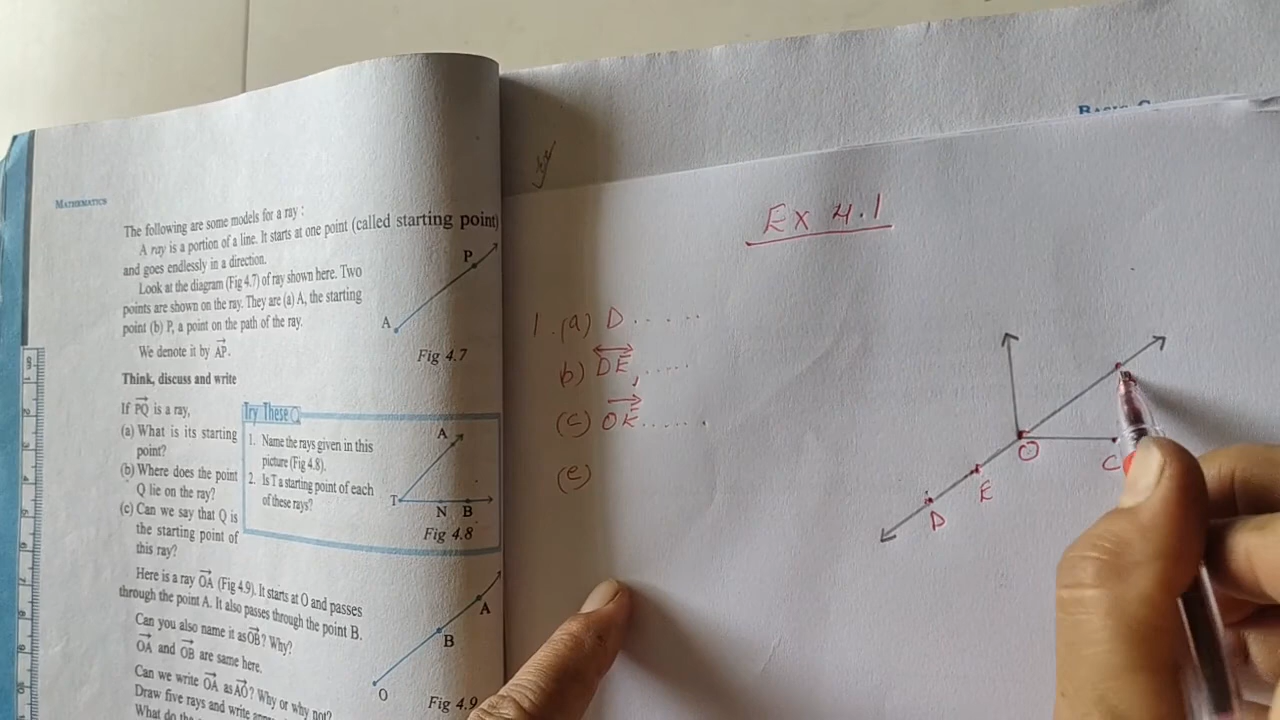 MATHEMATICS
The following are some models for a ray :
A ray is a portion of a line. It starts at one point (called starting point)
and goes endlessly in a direction.
Look at the diagram (Fig 4.7) of ray shown here. Two
points are shown on the ray. They are (a) A, the starting
point (b) P, a point on the path of the ray.
We denote it by AP⃗.
P
A
Fig 4.7
Think, discuss and write
If PQ⃗ is a ray,
(a) What is its starting
point?
(b) Where does the point
Q lie on the ray?
(c) Can we say that Q is
the starting point of
this ray?
Try These
1. Name the rays given in this
picture (Fig 4.8).
2. Is T a starting point of each
of these rays?
A
T
N B
Fig 4.8
Here is a ray OA⃗ (Fig 4.9). It starts at O and passes
through the point A. It also passes through the point B.
Can you also name it as OB⃗? Why?
OA⃗ and OB⃗ are same here.
Can we write OA⃗ as AO⃗? Why or why not?
Draw five rays and write
What do the
A
B
O
Fig 4.9
BASIC
Ex 4.1
1. (a) D......
b) DE⃡, .....
(c) OE⃗......
(e)
O
C
E
D